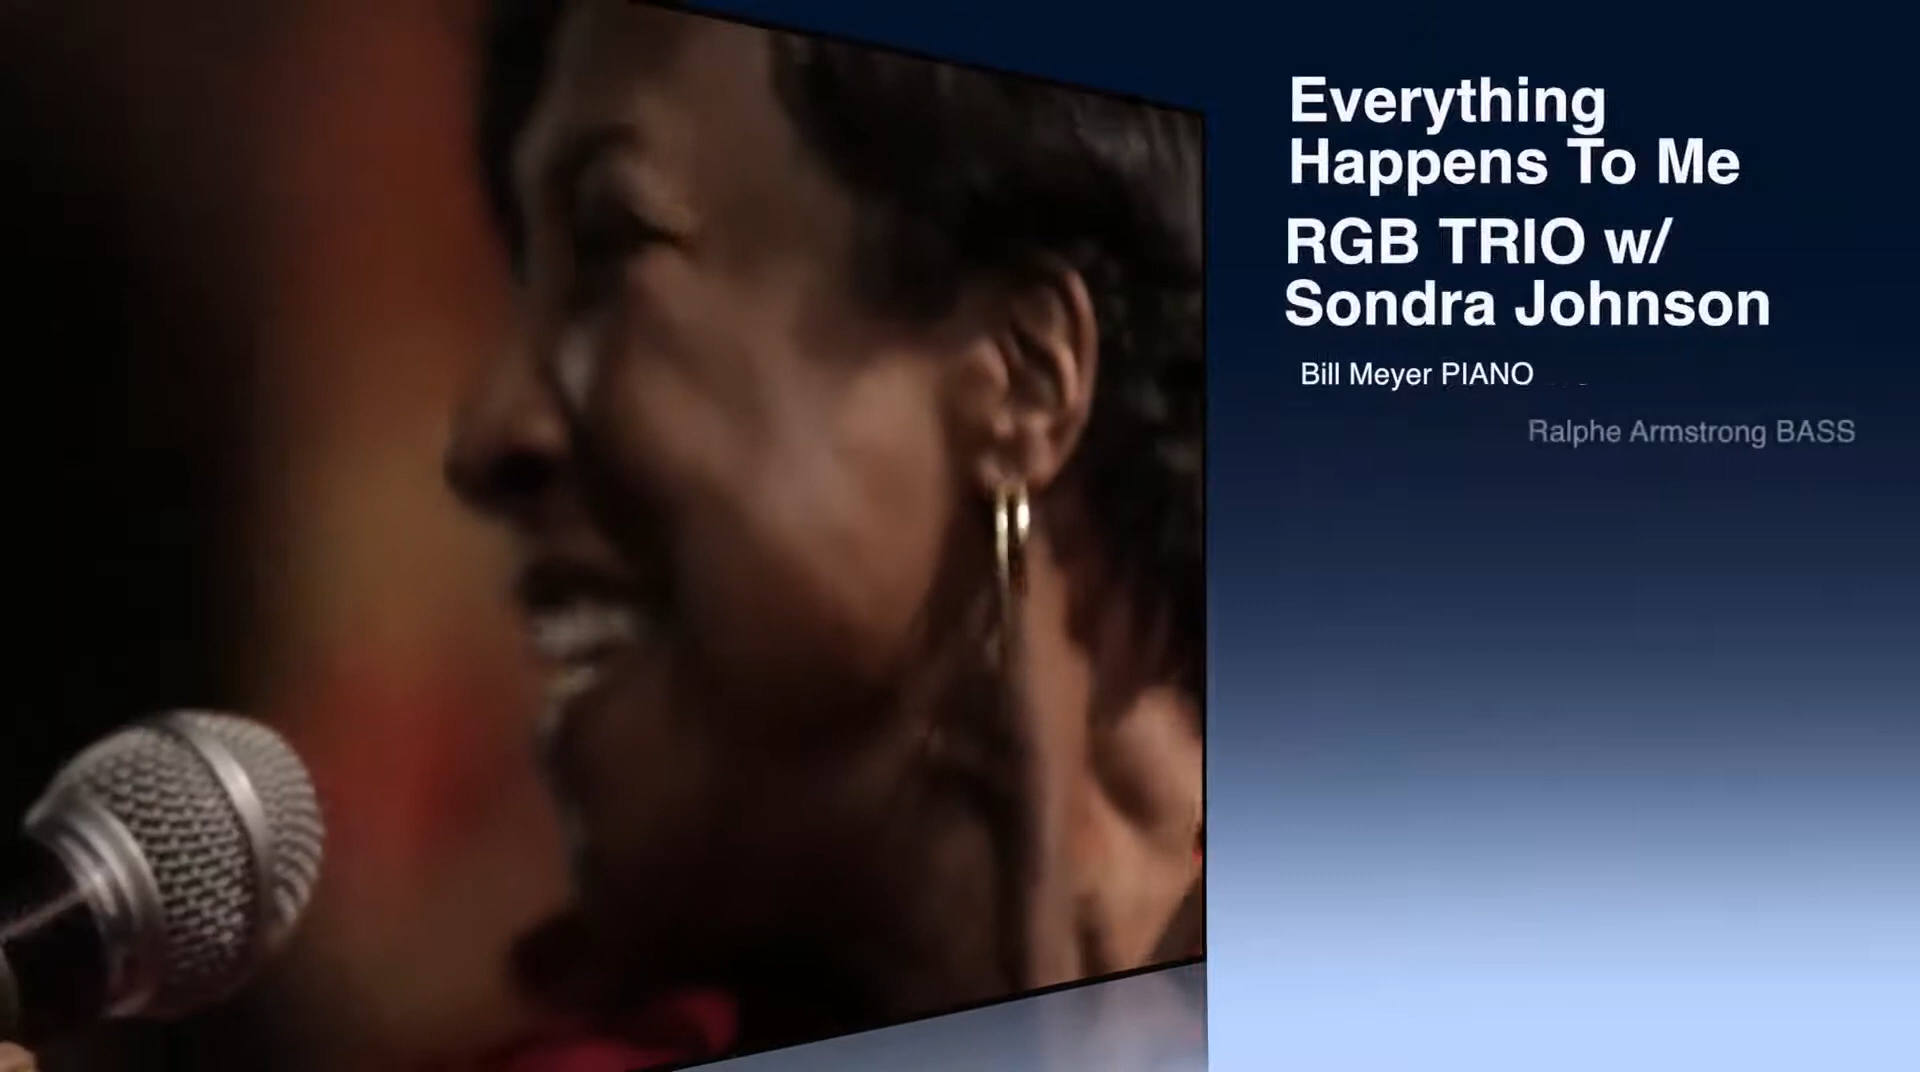 Everything
Happens To Me
RGB TRIO w/
Sondra Johnson
Bill Meyer PIANO
Ralphe Armstrong BASS